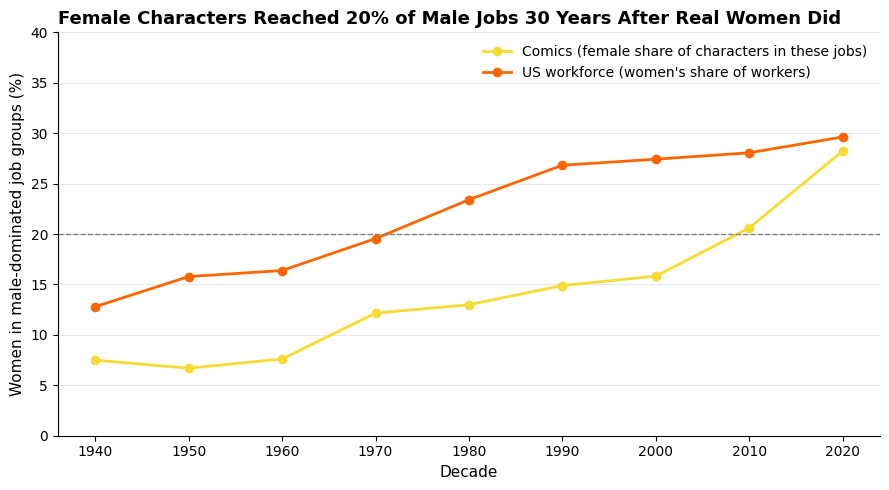 Female Characters Reached 20% of Male Jobs 30 Years After Real Women Did
Comics (female share of characters in these jobs)
US workforce (women's share of workers)
Women in male-dominated job groups (%)
40
35
30
25
20
15
10
5
0
1940 1950 1960 1970 1980 1990 2000 2010 2020
Decade